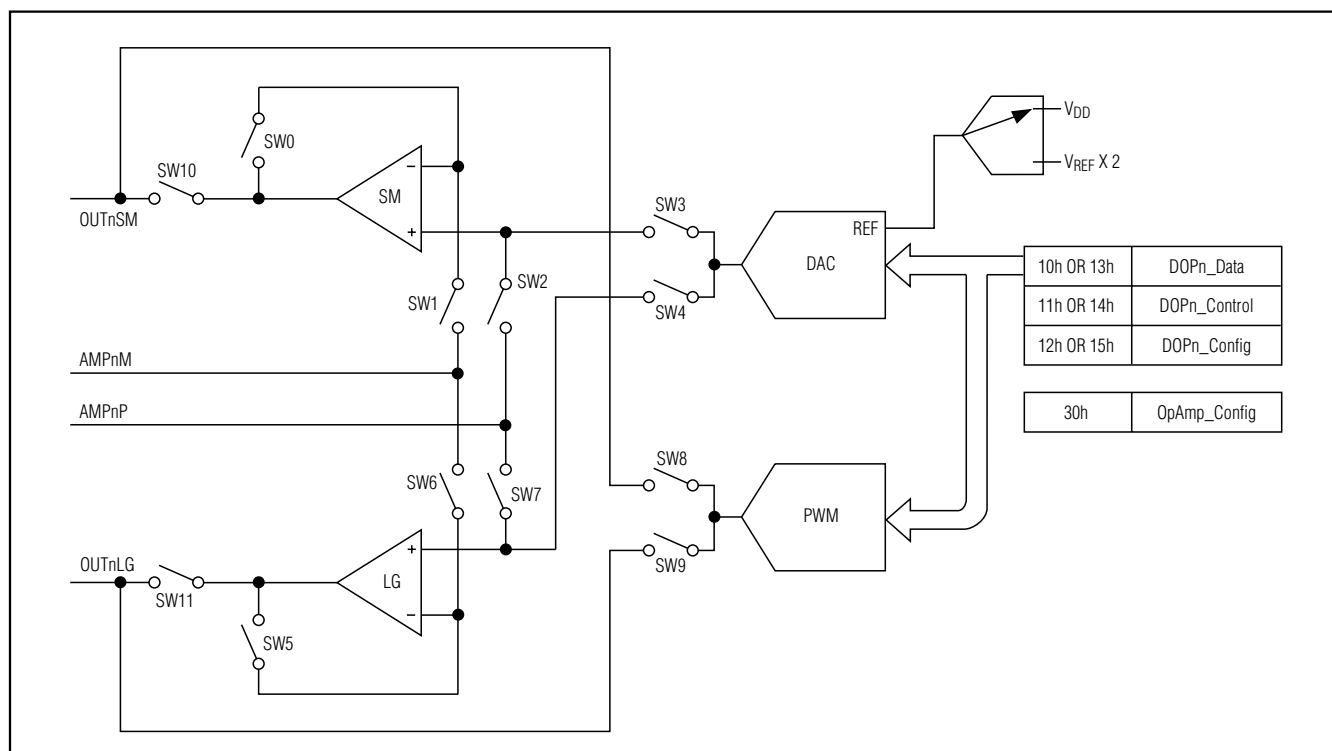 SW0
SW10
SM
−
+
OUTnSM
SW1
SW2
SW3
SW4
DAC
REF
VDD
VREF X 2
10h OR 13h DOPn_Data
11h OR 14h DOPn_Control
12h OR 15h DOPn_Config
30h OpAmp_Config
AMPnM
AMPnP
SW6
SW7
SW8
SW9
PWM
OUTnLG
SW11
LG
+
−
SW5